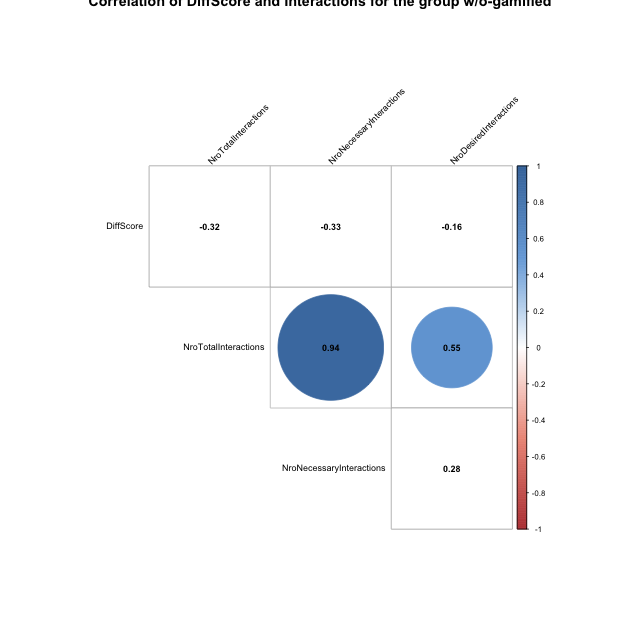 Correlation of DiffScore and Interactions for the group w/o-gamified
NroTotalInteractions
NroNecessaryInteractions
NroDesiredInteractions
DiffScore
-0.32
-0.33
-0.16
NroTotalInteractions
0.94
0.55
NroNecessaryInteractions
0.28
1
0.8
0.6
0.4
0.2
0
-0.2
-0.4
-0.6
-0.8
-1